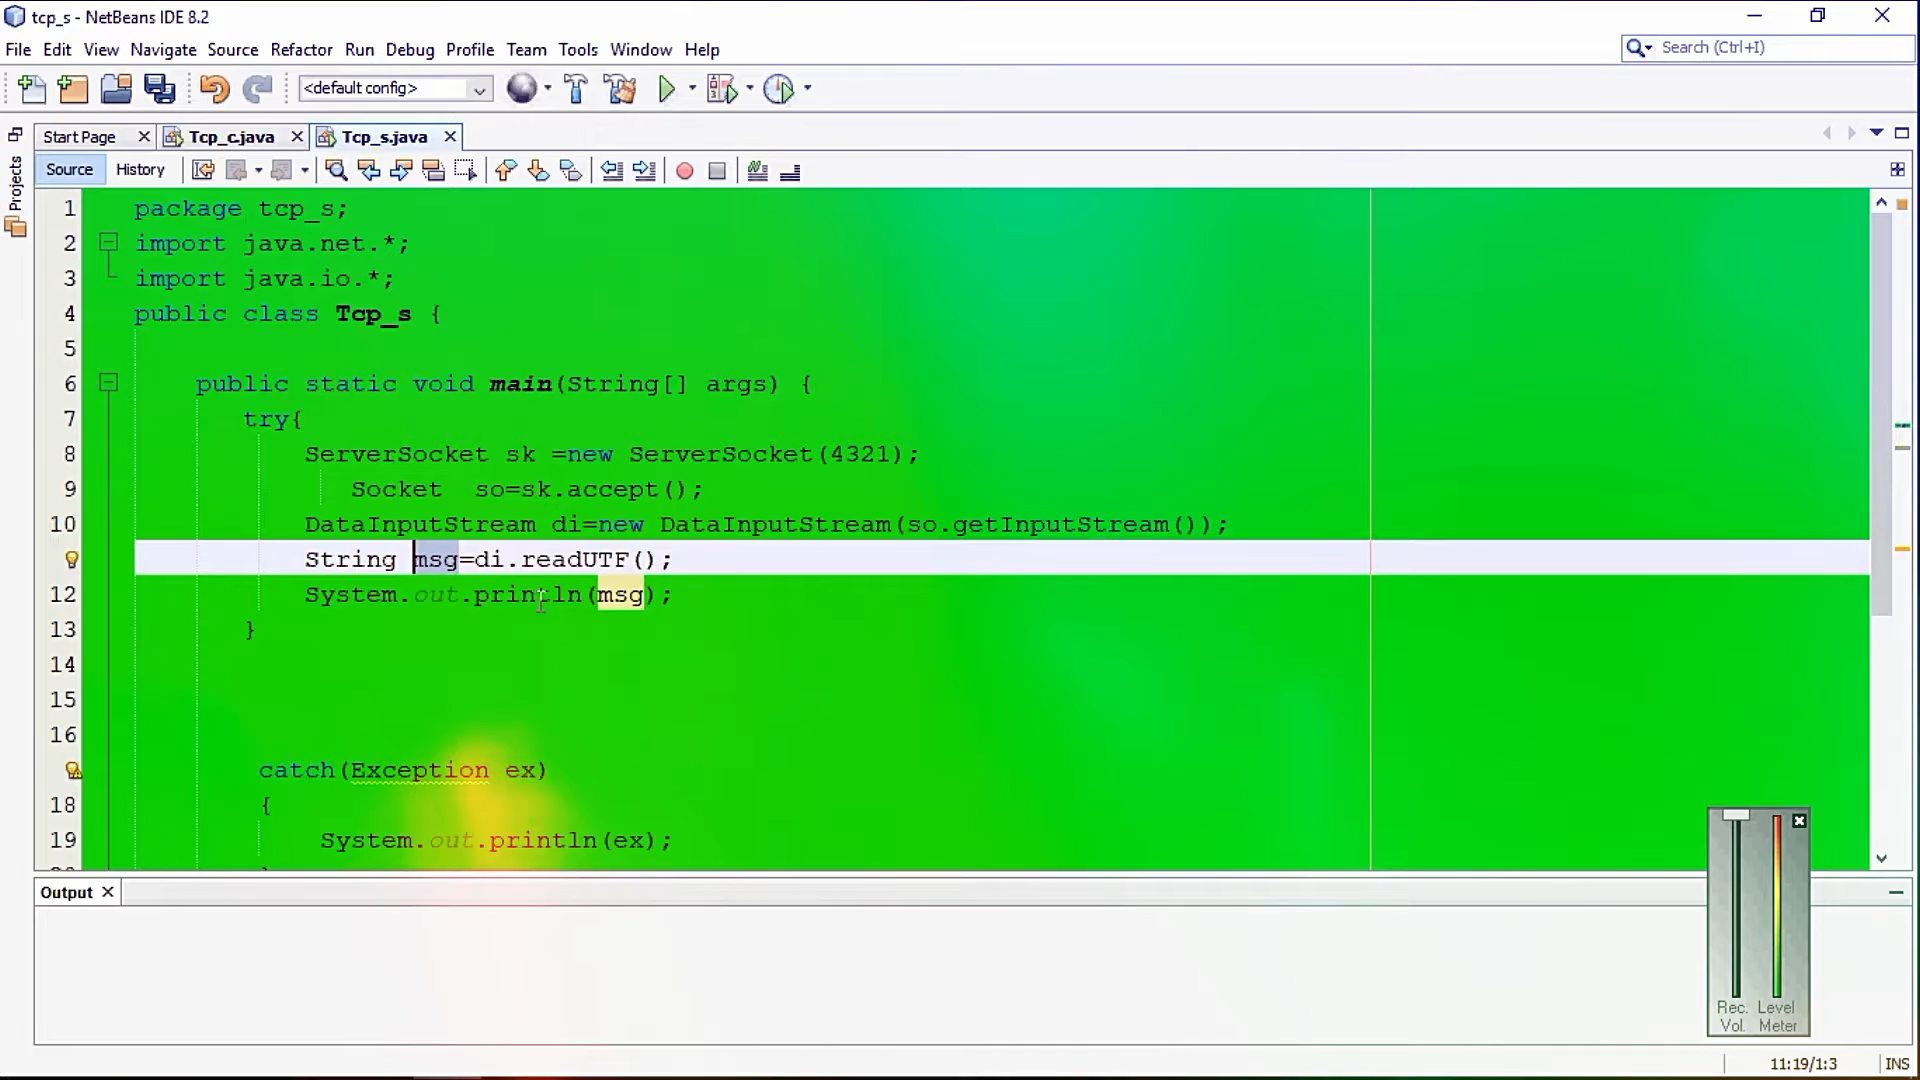 tcp_s - NetBeans IDE 8.2
File Edit View Navigate Source Refactor Run Debug Profile Team Tools Window Help
Search (Ctrl+I)
<default config>
Projects
Start Page
Tcp_c.java
Tcp_s.java
Source History
1 package tcp_s;
2 import java.net.*;
3 import java.io.*;
4 public class Tcp_s {
5
6 public static void main(String[] args) {
7 try{
8 ServerSocket sk =new ServerSocket(4321);
9 Socket  so=sk.accept();
10 DataInputStream di=new DataInputStream(so.getInputStream());
String msg=di.readUTF();
12 System.out.println(msg);
13 }
14
15
16
catch(Exception ex)
18 {
19 System.out.println(ex);
Output
Rec. Vol. Level Meter
11:19/1:3 INS